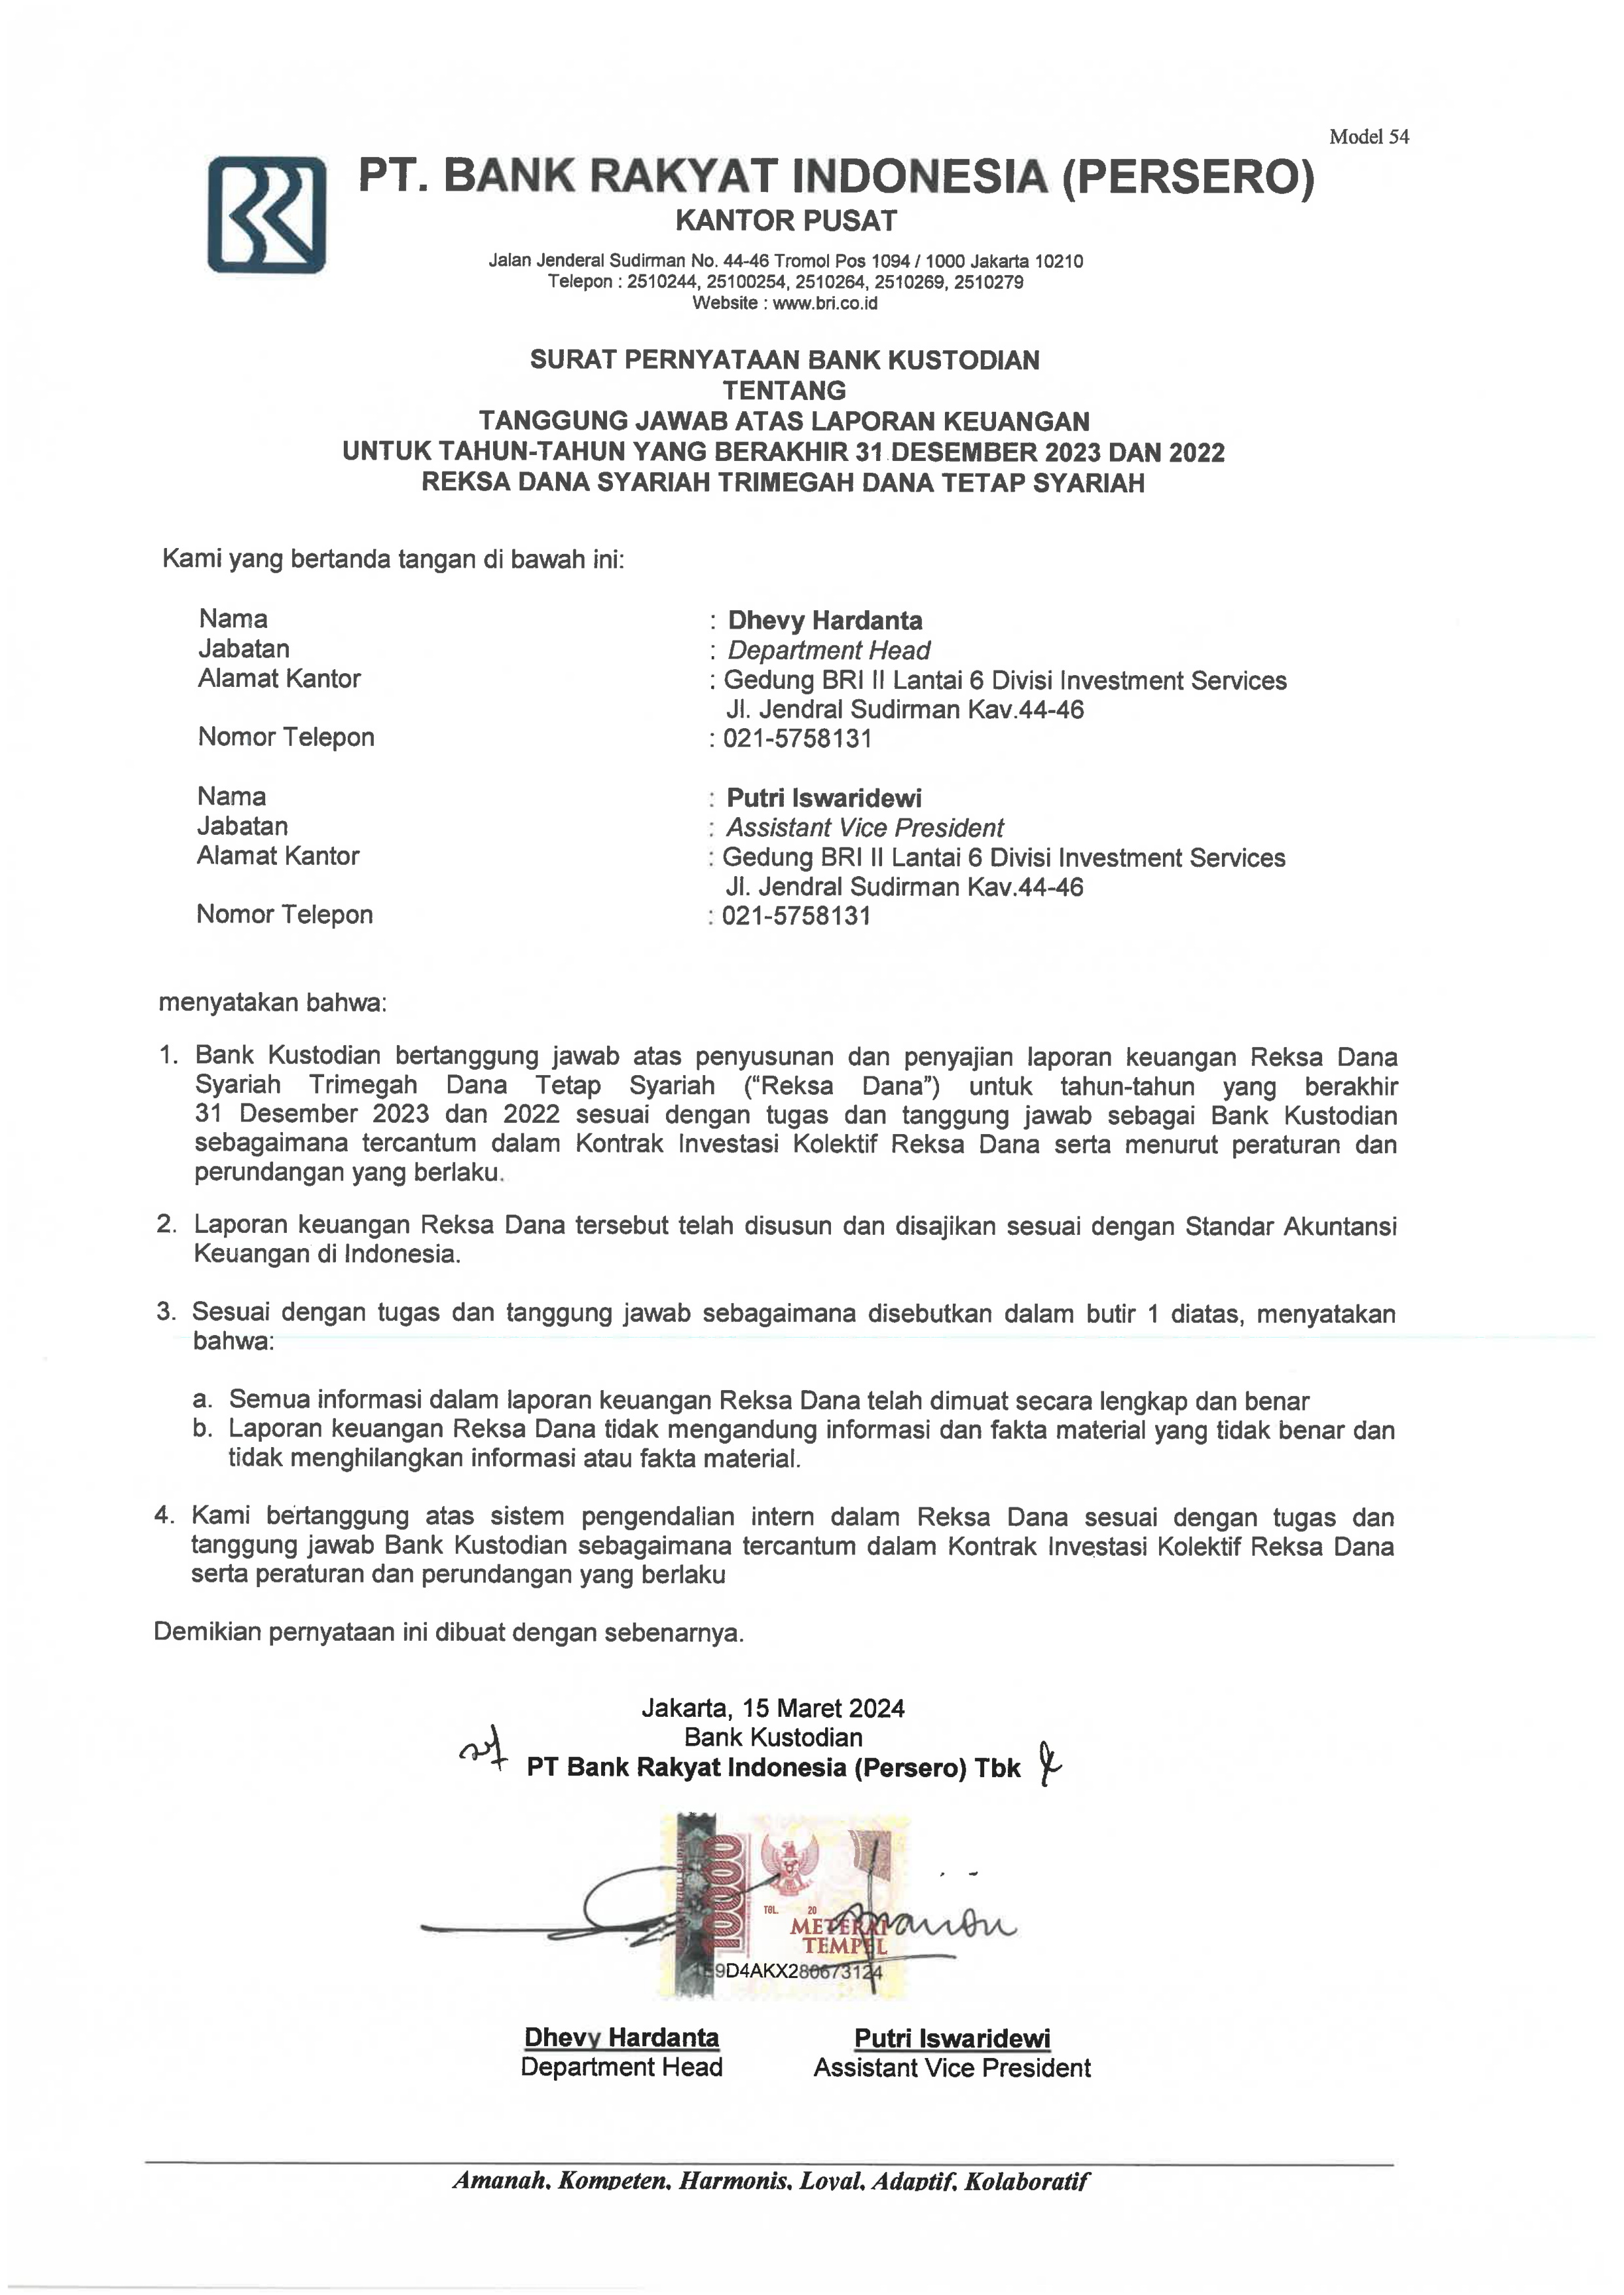 Model 54
PT. BANK RAKYAT INDONESIA (PERSERO)
KANTOR PUSAT
Jalan Jenderal Sudirman No. 44-46 Tromol Pos 1094 / 1000 Jakarta 10210
Telepon : 2510244, 25100254, 2510264, 2510269, 2510279
Website : www.bri.co.id
SURAT PERNYATAAN BANK KUSTODIAN
TENTANG
TANGGUNG JAWAB ATAS LAPORAN KEUANGAN
UNTUK TAHUN-TAHUN YANG BERAKHIR 31 DESEMBER 2023 DAN 2022
REKSA DANA SYARIAH TRIMEGAH DANA TETAP SYARIAH
Kami yang bertanda tangan di bawah ini:
Nama : Dhevy Hardanta
Jabatan : Department Head
Alamat Kantor : Gedung BRI II Lantai 6 Divisi Investment Services
Jl. Jendral Sudirman Kav.44-46
Nomor Telepon : 021-5758131
Nama : Putri Iswaridewi
Jabatan : Assistant Vice President
Alamat Kantor : Gedung BRI II Lantai 6 Divisi Investment Services
Jl. Jendral Sudirman Kav.44-46
Nomor Telepon : 021-5758131
menyatakan bahwa:
1. Bank Kustodian bertanggung jawab atas penyusunan dan penyajian laporan keuangan Reksa Dana
Syariah Trimegah Dana Tetap Syariah (“Reksa Dana”) untuk tahun-tahun yang berakhir
31 Desember 2023 dan 2022 sesuai dengan tugas dan tanggung jawab sebagai Bank Kustodian
sebagaimana tercantum dalam Kontrak Investasi Kolektif Reksa Dana serta menurut peraturan dan
perundangan yang berlaku.
2. Laporan keuangan Reksa Dana tersebut telah disusun dan disajikan sesuai dengan Standar Akuntansi
Keuangan di Indonesia.
3. Sesuai dengan tugas dan tanggung jawab sebagaimana disebutkan dalam butir 1 diatas, menyatakan
bahwa:
a. Semua informasi dalam laporan keuangan Reksa Dana telah dimuat secara lengkap dan benar
b. Laporan keuangan Reksa Dana tidak mengandung informasi dan fakta material yang tidak benar dan
tidak menghilangkan informasi atau fakta material.
4. Kami bertanggung atas sistem pengendalian intern dalam Reksa Dana sesuai dengan tugas dan
tanggung jawab Bank Kustodian sebagaimana tercantum dalam Kontrak Investasi Kolektif Reksa Dana
serta peraturan dan perundangan yang berlaku
Demikian pernyataan ini dibuat dengan sebenarnya.
Jakarta, 15 Maret 2024
Bank Kustodian
PT Bank Rakyat Indonesia (Persero) Tbk
10000
TGL. 20
METERAI
TEMPEL
Dhevy Hardanta Putri Iswaridewi
Department Head Assistant Vice President
Amanah, Kompeten, Harmonis, Loyal, Adaptif, Kolaboratif